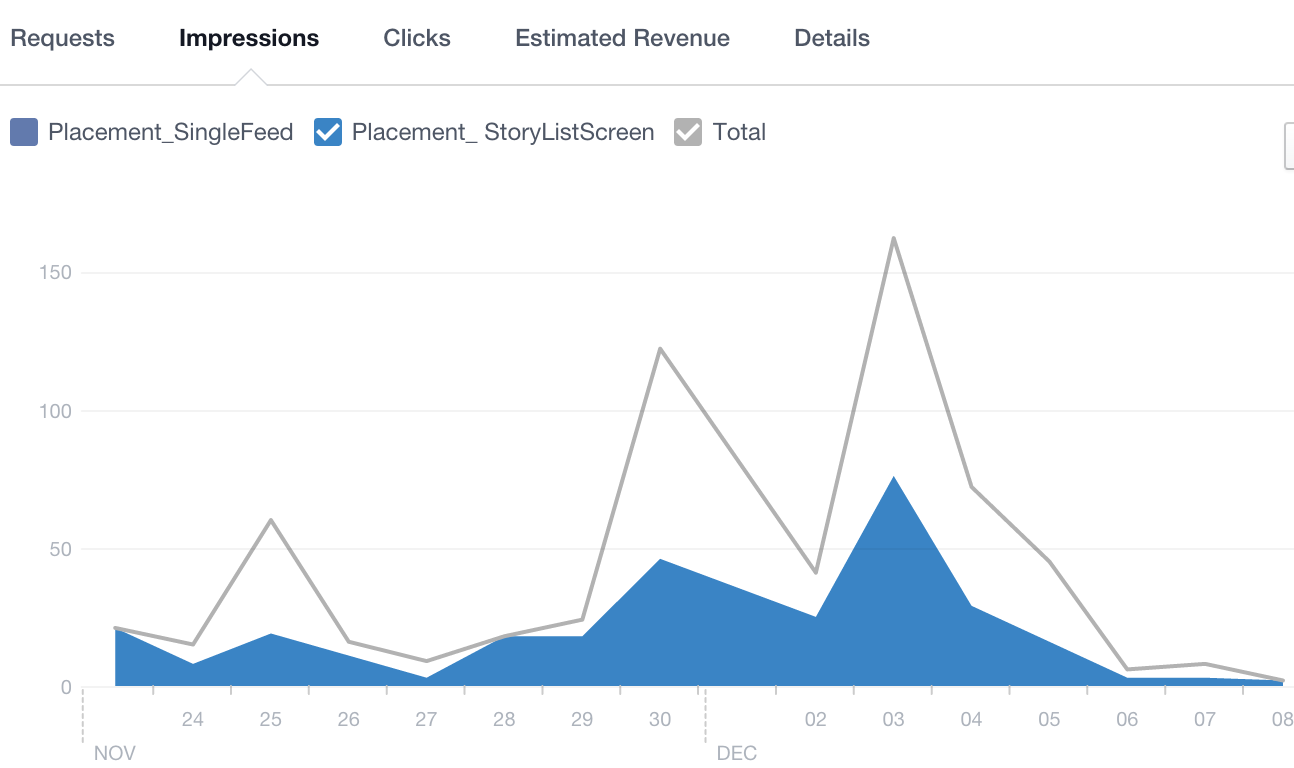 Requests Impressions Clicks Estimated Revenue Details
Placement_SingleFeed Placement_ StoryListScreen Total
150
100
50
0
24 25 26 27 28 29 30 02 03 04 05 06 07 08
NOV DEC